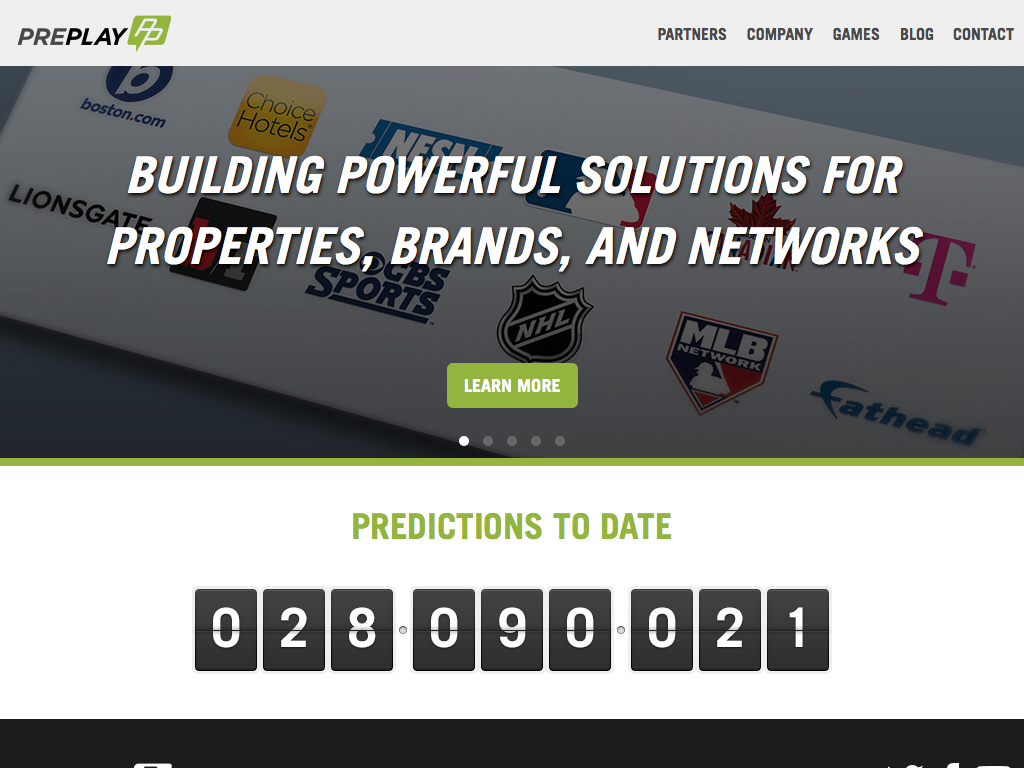 PREPLAY
PARTNERS COMPANY GAMES BLOG CONTACT
boston.com
Choice Hotels
NESN
BUILDING POWERFUL SOLUTIONS FOR
LIONSGATE
PROPERTIES, BRANDS, AND NETWORKS
T
CBS
SPORTS
NHL
MLB
NETWORK
LEARN MORE
Fathead
PREDICTIONS TO DATE
028 090 021